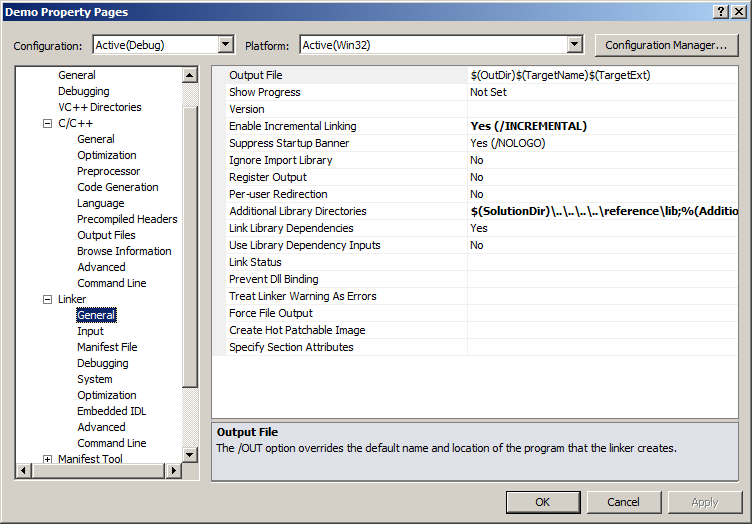 Demo Property Pages
Configuration: Active(Debug) Platform: Active(Win32) Configuration Manager...
General
Debugging
VC++ Directories
C/C++
General
Optimization
Preprocessor
Code Generation
Language
Precompiled Headers
Output Files
Browse Information
Advanced
Command Line
Linker
General
Input
Manifest File
Debugging
System
Optimization
Embedded IDL
Advanced
Command Line
Manifest Tool
Output File $(OutDir)$(TargetName)$(TargetExt)
Show Progress Not Set
Version
Enable Incremental Linking Yes (/INCREMENTAL)
Suppress Startup Banner Yes (/NOLOGO)
Ignore Import Library No
Register Output No
Per-user Redirection No
Additional Library Directories $(SolutionDir)\..\..\..\..\reference\lib;%(Additio
Link Library Dependencies Yes
Use Library Dependency Inputs No
Link Status
Prevent Dll Binding
Treat Linker Warning As Errors
Force File Output
Create Hot Patchable Image
Specify Section Attributes
Output File
The /OUT option overrides the default name and location of the program that the linker creates.
OK Cancel Apply